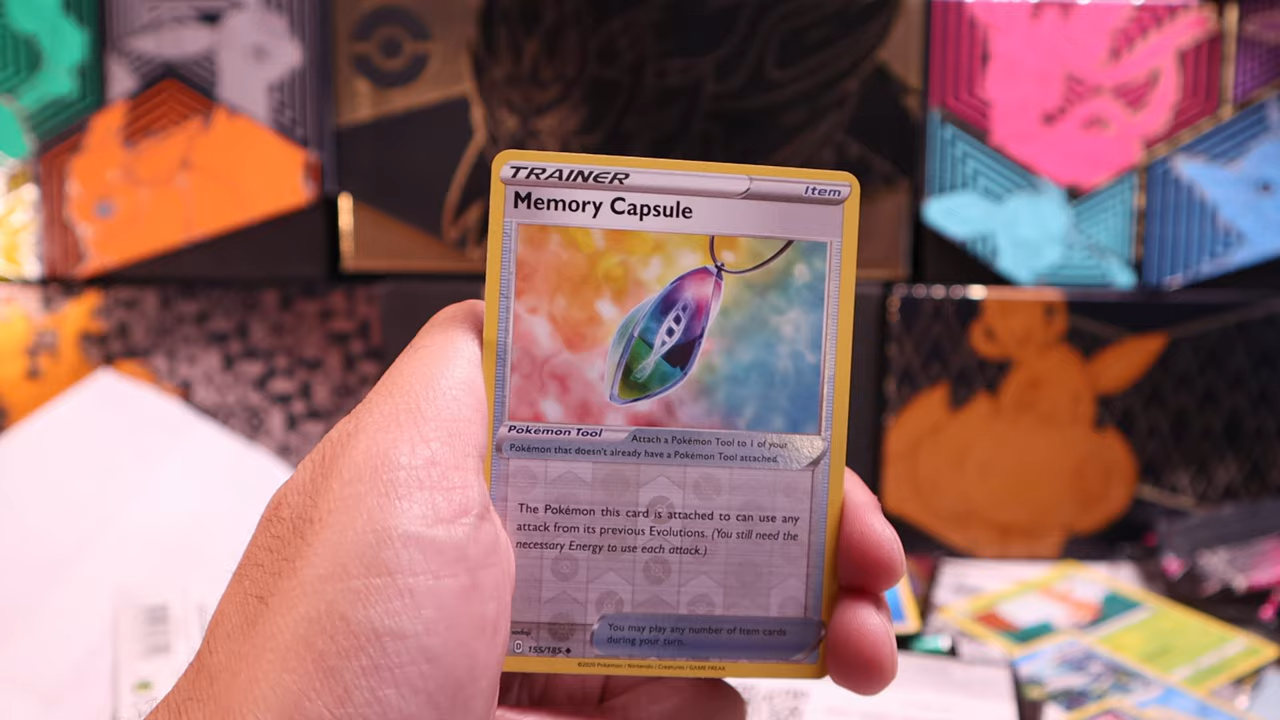 TRAINER
Item
Memory Capsule
Pokémon Tool
Attach a Pokémon Tool to 1 of your
Pokémon that doesn't already have a Pokémon Tool attached.
The Pokémon this card is attached to can use any
attack from its previous Evolutions. (You still need the
necessary Energy to use each attack.)
You may play any number of Item cards
during your turn.
D 155/185
©2020 Pokémon / Nintendo / Creatures / GAME FREAK